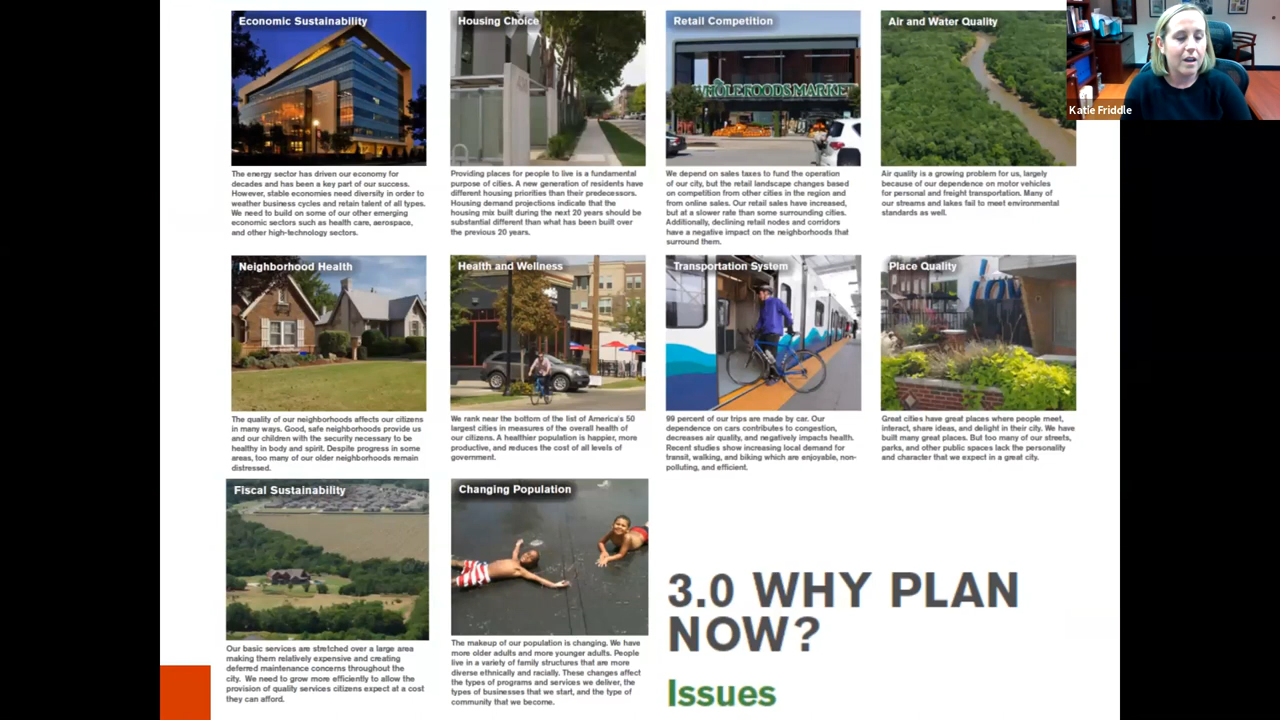 Economic Sustainability
The energy sector has driven our economy for
decades and has been a key part of our success.
However, stable economies need diversity in order to
weather business cycles and retain talent of all types.
We need to build on some of our other emerging
economic sectors such as health care, aerospace,
and other high-technology sectors.
Housing Choice
Providing places for people to live is a fundamental
purpose of cities. A new generation of residents have
different housing priorities than their predecessors.
Housing demand projections indicate that the
housing mix built during the next 20 years should be
substantial different than what has been built over
the previous 20 years.
Retail Competition
WHOLE FOODS MARKET
We depend on sales taxes to fund the operation
of our city, but the retail landscape changes based
on competition from other cities in the region and
from online sales. Our retail sales have increased,
but at a slower rate than some surrounding cities.
Additionally, declining retail nodes and corridors
have a negative impact on the neighborhoods that
surround them.
Air and Water Quality
Air quality is a growing problem for us, largely
because of our dependence on motor vehicles
for personal and freight transportation. Many of
our streams and lakes fail to meet environmental
standards as well.
Katie Friddle
Neighborhood Health
The quality of our neighborhoods affects our citizens
in many ways. Good, safe neighborhoods provide us
and our children with the security necessary to be
healthy in body and spirit. Despite progress in some
areas, too many of our older neighborhoods remain
distressed.
Health and Wellness
We rank near the bottom of the list of America's 50
largest cities in measures of the overall health of
our citizens. A healthier population is happier, more
productive, and reduces the cost of all levels of
government.
Transportation System
99 percent of our trips are made by car. Our
dependence on cars contributes to congestion,
decreases air quality, and negatively impacts health.
Recent studies show increasing local demand for
transit, walking, and biking which are enjoyable, non-
polluting, and efficient.
Place Quality
Great cities have great places where people meet,
interact, share ideas, and delight in their city. We have
built many great places. But too many of our streets,
parks, and other public spaces lack the personality
and character that we expect in a great city.
Fiscal Sustainability
Our basic services are stretched over a large area
making them relatively expensive and creating
deferred maintenance concerns throughout the
city. We need to grow more efficiently to allow the
provision of quality services citizens expect at a cost
they can afford.
Changing Population
The makeup of our population is changing. We have
more older adults and more younger adults. People
live in a variety of family structures that are more
diverse ethnically and racially. These changes affect
the types of programs and services we deliver, the
types of businesses that we start, and the type of
community that we become.
3.0 WHY PLAN
NOW?
Issues